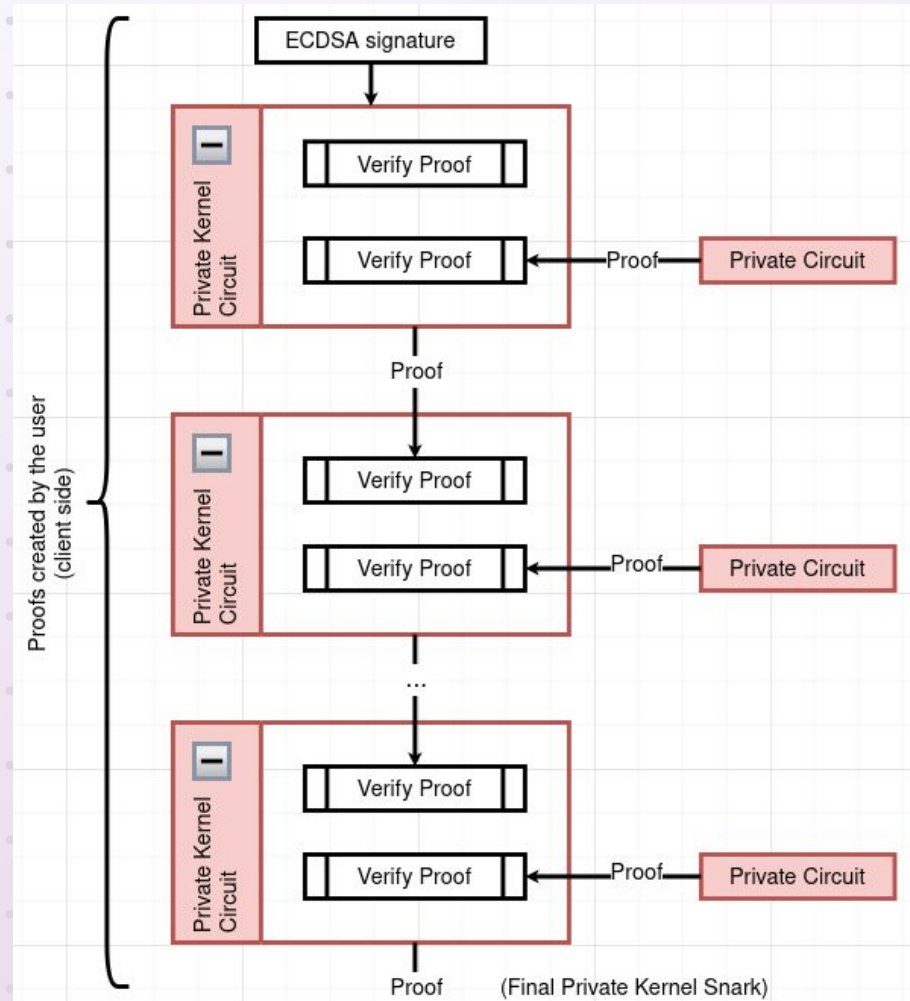 ECDSA signature
Private Kernel
Circuit
Verify Proof
Verify Proof
Proof
Private Circuit
Proof
Proofs created by the user
(client side)
Private Kernel
Circuit
Verify Proof
Verify Proof
Proof
Private Circuit
...
Private Kernel
Circuit
Verify Proof
Verify Proof
Proof
Private Circuit
Proof (Final Private Kernel Snark)